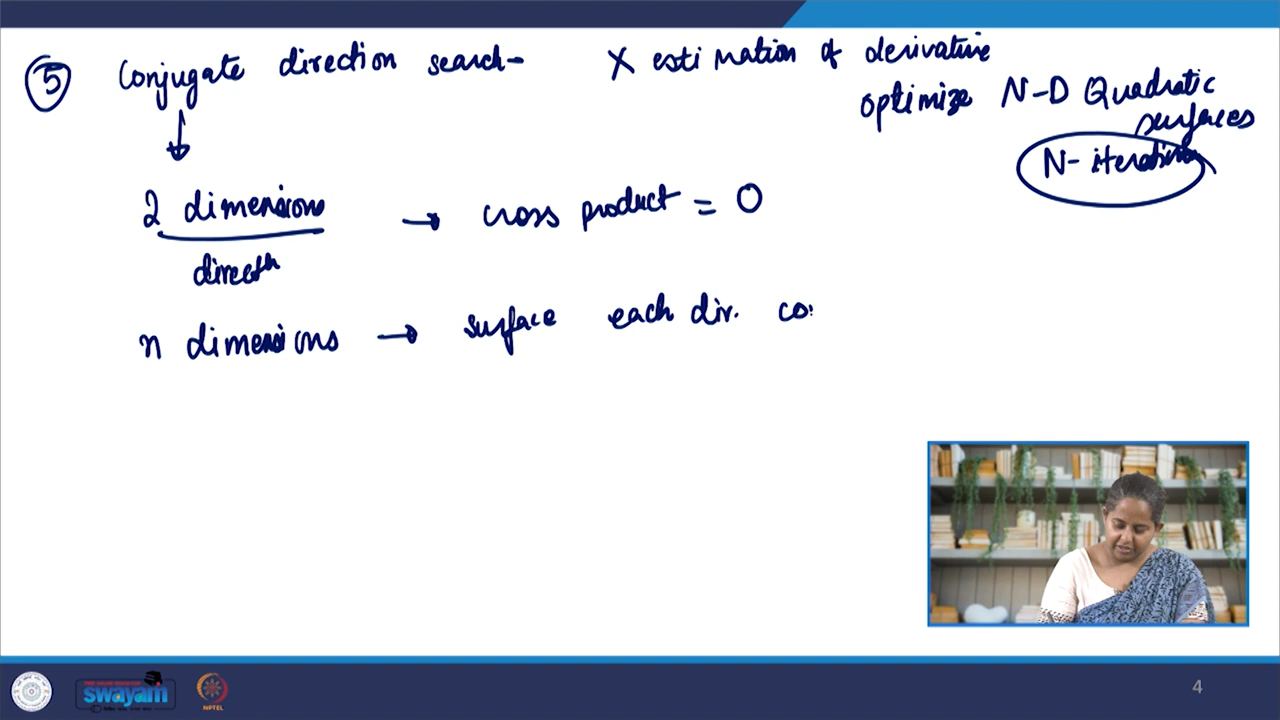 5 Conjugate direction search- X estimation of derivative
optimize N-D Quadratic
surfaces
N- iterations
2 dimensions → cross product = 0
directn
n dimensions → surface each dir. co
4
swayam
NPTEL